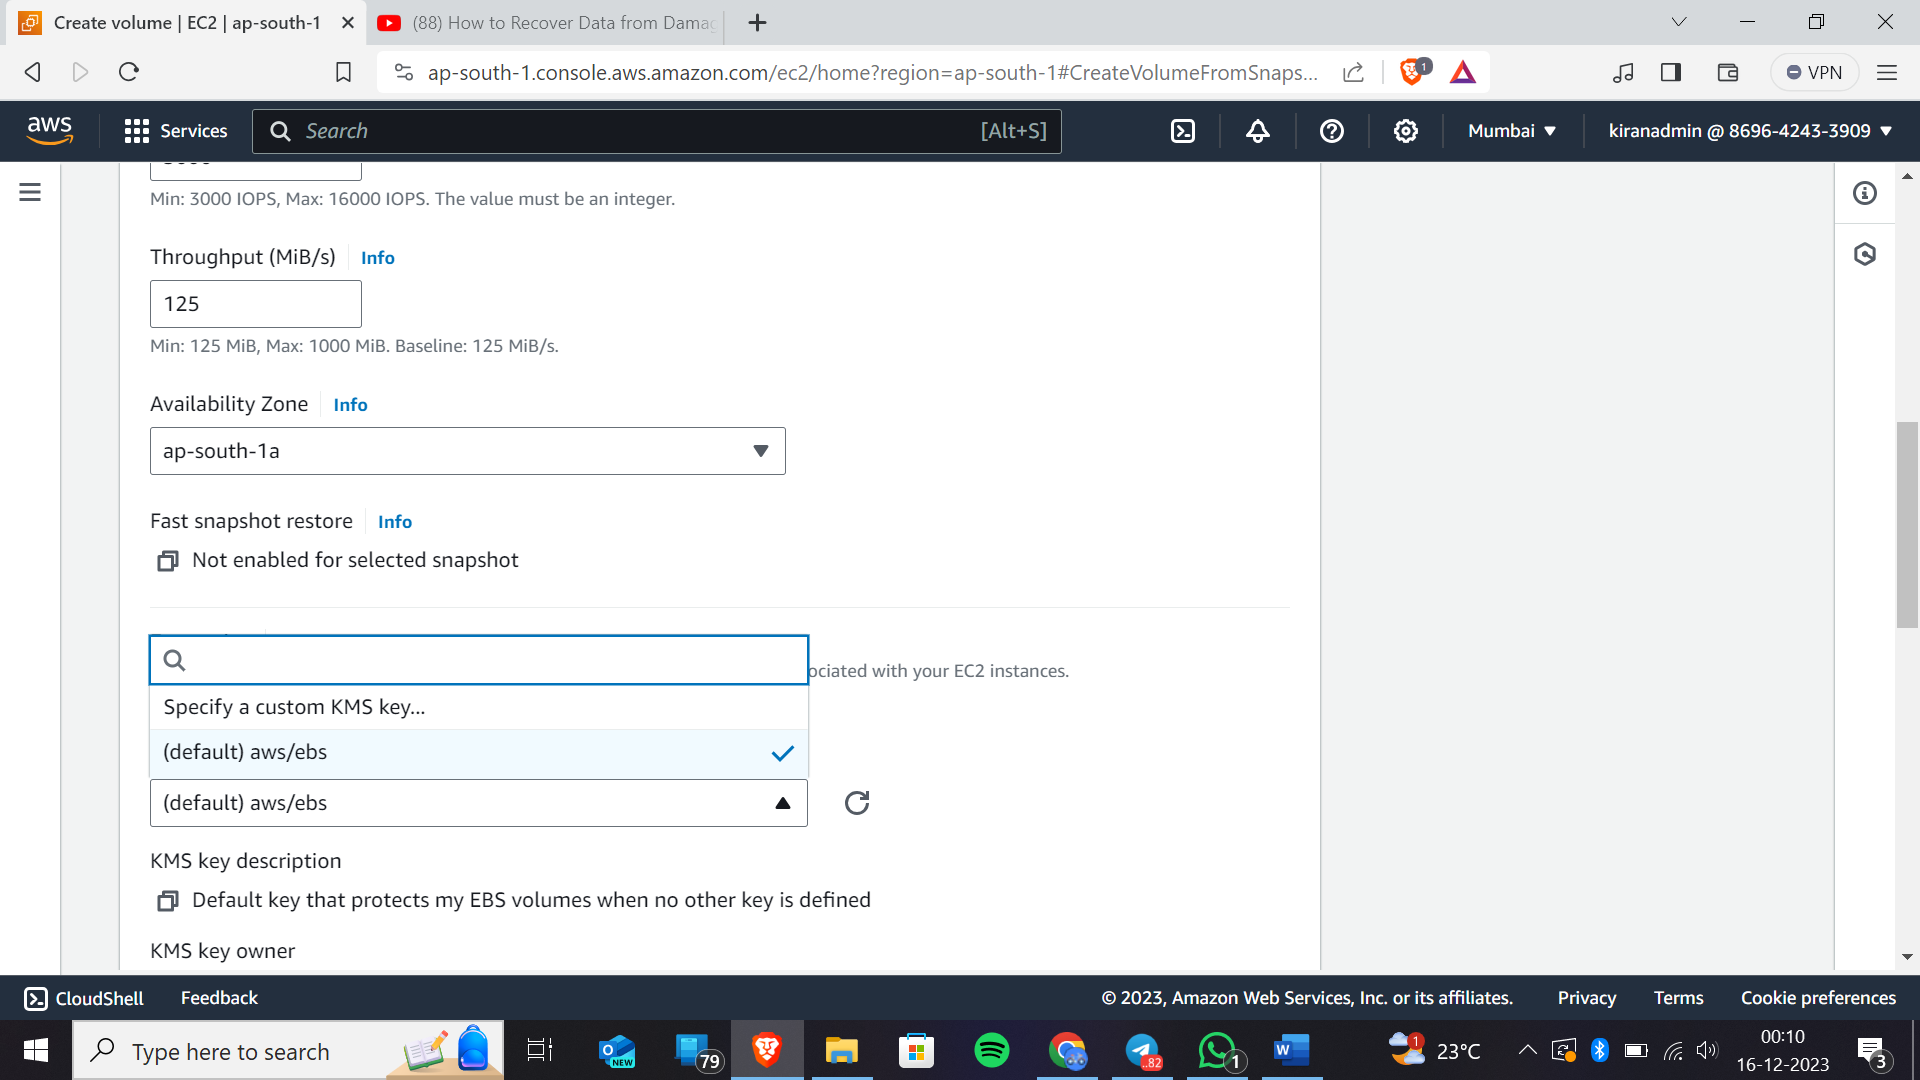 Create volume | EC2 | ap-south-1
(88) How to Recover Data from Damag
ap-south-1.console.aws.amazon.com/ec2/home?region=ap-south-1#CreateVolumeFromSnaps...
1
VPN
aws
Services
Search
[Alt+S]
Mumbai
kiranadmin @ 8696-4243-3909
Min: 3000 IOPS, Max: 16000 IOPS. The value must be an integer.
Throughput (MiB/s)
Info
125
Min: 125 MiB, Max: 1000 MiB. Baseline: 125 MiB/s.
Availability Zone
Info
ap-south-1a
Fast snapshot restore
Info
Not enabled for selected snapshot
ociated with your EC2 instances.
Specify a custom KMS key...
(default) aws/ebs
(default) aws/ebs
KMS key description
Default key that protects my EBS volumes when no other key is defined
KMS key owner
CloudShell
Feedback
© 2023, Amazon Web Services, Inc. or its affiliates.
Privacy
Terms
Cookie preferences
Type here to search
NEW
79
..82
1
W
1
23°C
00:10
16-12-2023
3